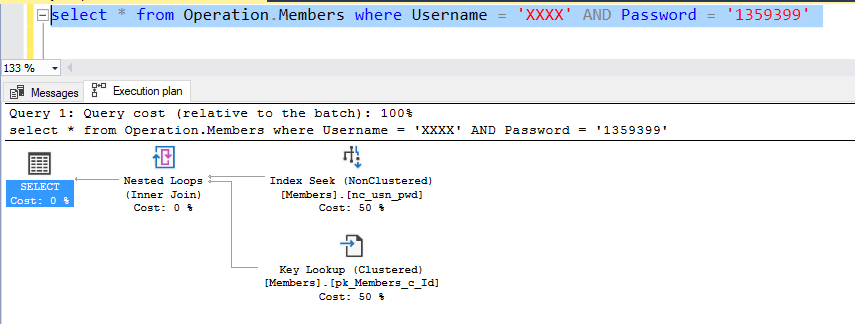 select * from Operation.Members where Username = 'XXXX' AND Password = '1359399'
133 %
Messages
Execution plan
Query 1: Query cost (relative to the batch): 100%
select * from Operation.Members where Username = 'XXXX' AND Password = '1359399'
SELECT
Cost: 0 %
Nested Loops
(Inner Join)
Cost: 0 %
Index Seek (NonClustered)
[Members].[nc_usn_pwd]
Cost: 50 %
Key Lookup (Clustered)
[Members].[pk_Members_c_Id]
Cost: 50 %